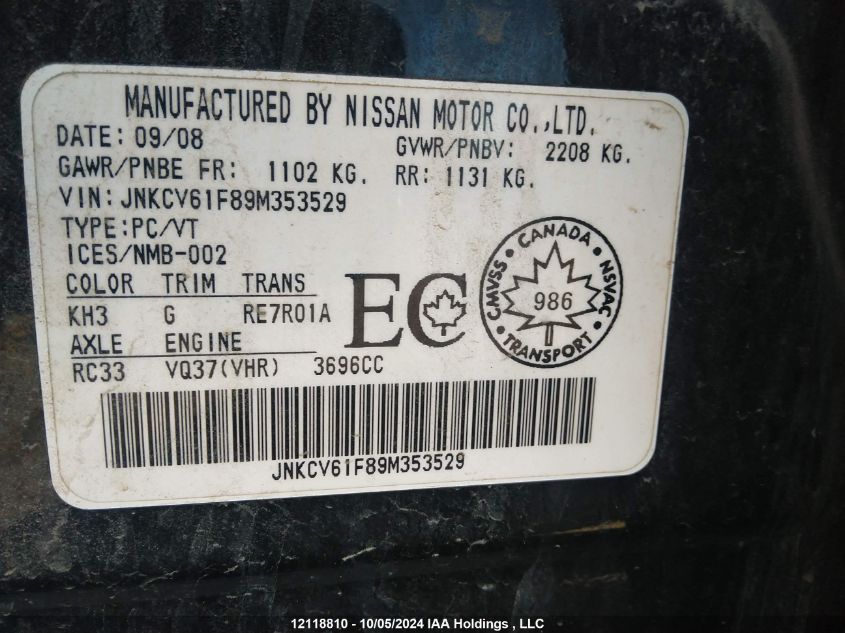 MANUFACTURED BY NISSAN MOTOR CO.,LTD.
DATE: 09/08 GVWR/PNBV: 2208 KG.
GAWR/PNBE FR: 1102 KG. RR: 1131 KG.
VIN: JNKCV61F89M353529
TYPE:PC/VT
ICES/NMB-002
COLOR TRIM TRANS
KH3 G RE7R01A
AXLE ENGINE
RC33 VQ37(VHR) 3696CC
EC
CANADA
CMVSS • NSVAC
986
TRANSPORT
JNKCV61F89M353529
12118810 - 10/05/2024 IAA Holdings , LLC